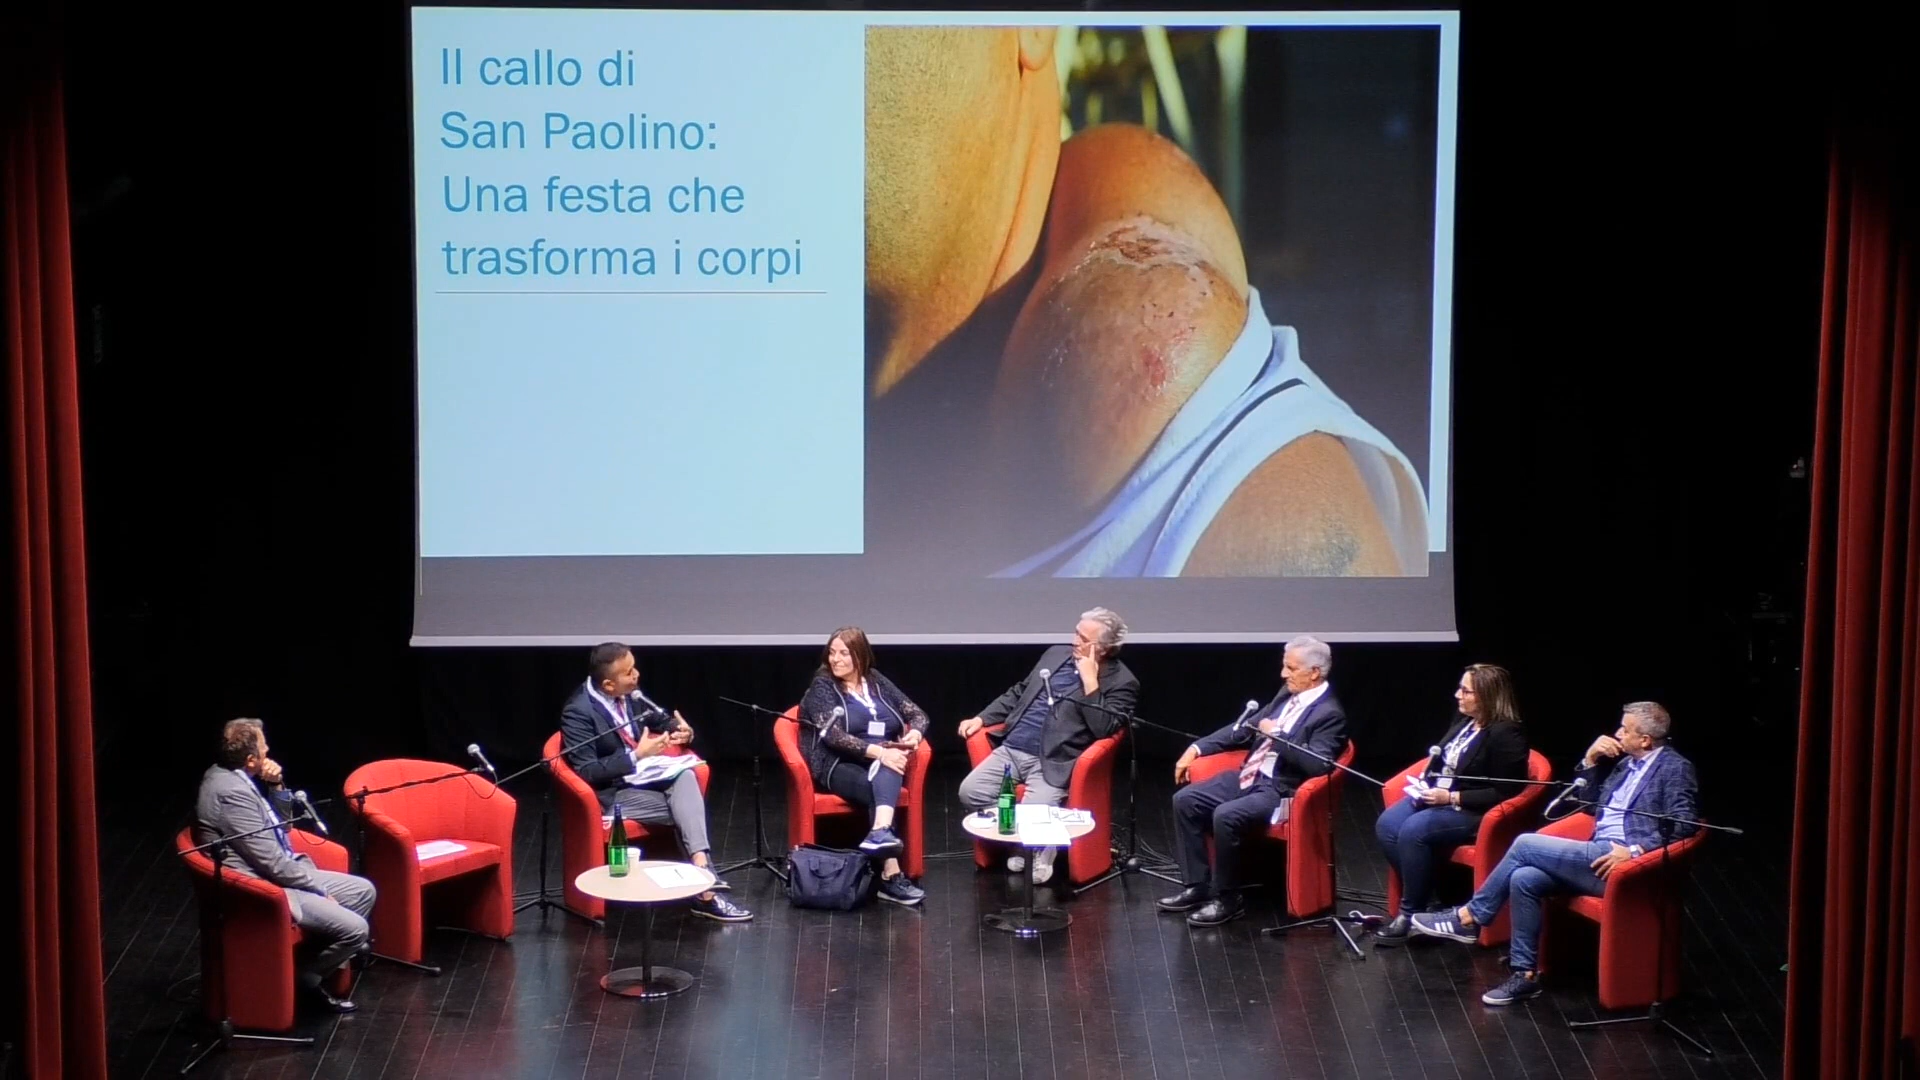 Il callo di
San Paolino:
Una festa che
trasforma i corpi